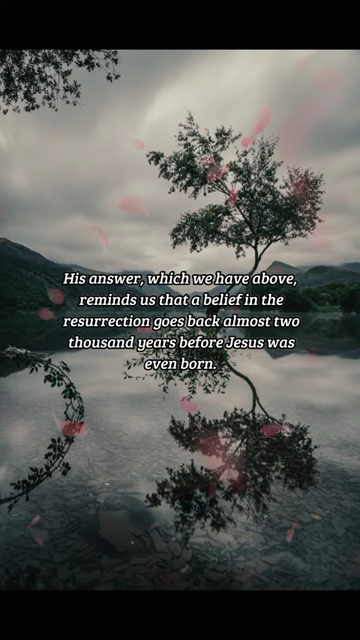 His answer, which we have above,
reminds us that a belief in the
resurrection goes back almost two
thousand years before Jesus was
even born.